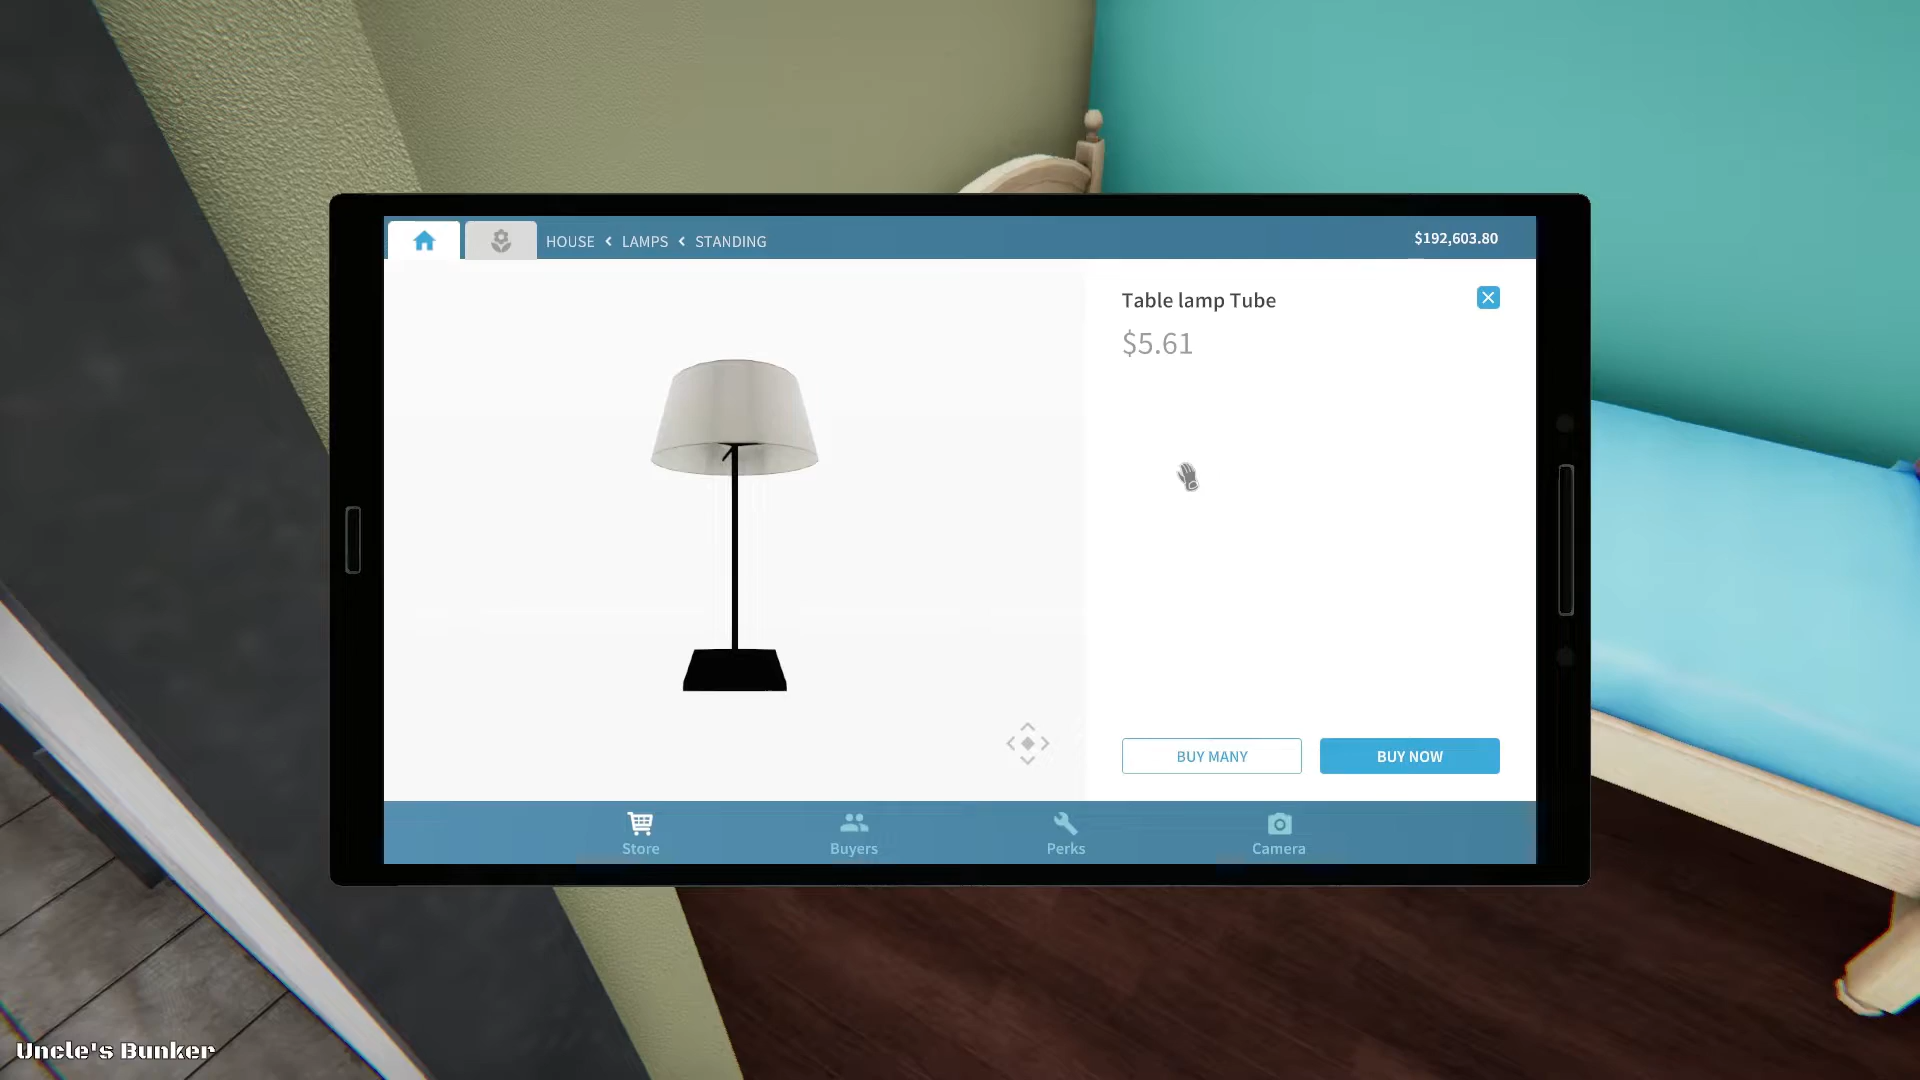 HOUSE < LAMPS < STANDING
$192,603.80
Table lamp Tube
$5.61
BUY MANY
BUY NOW
Store
Buyers
Perks
Camera
Uncle's Bunker